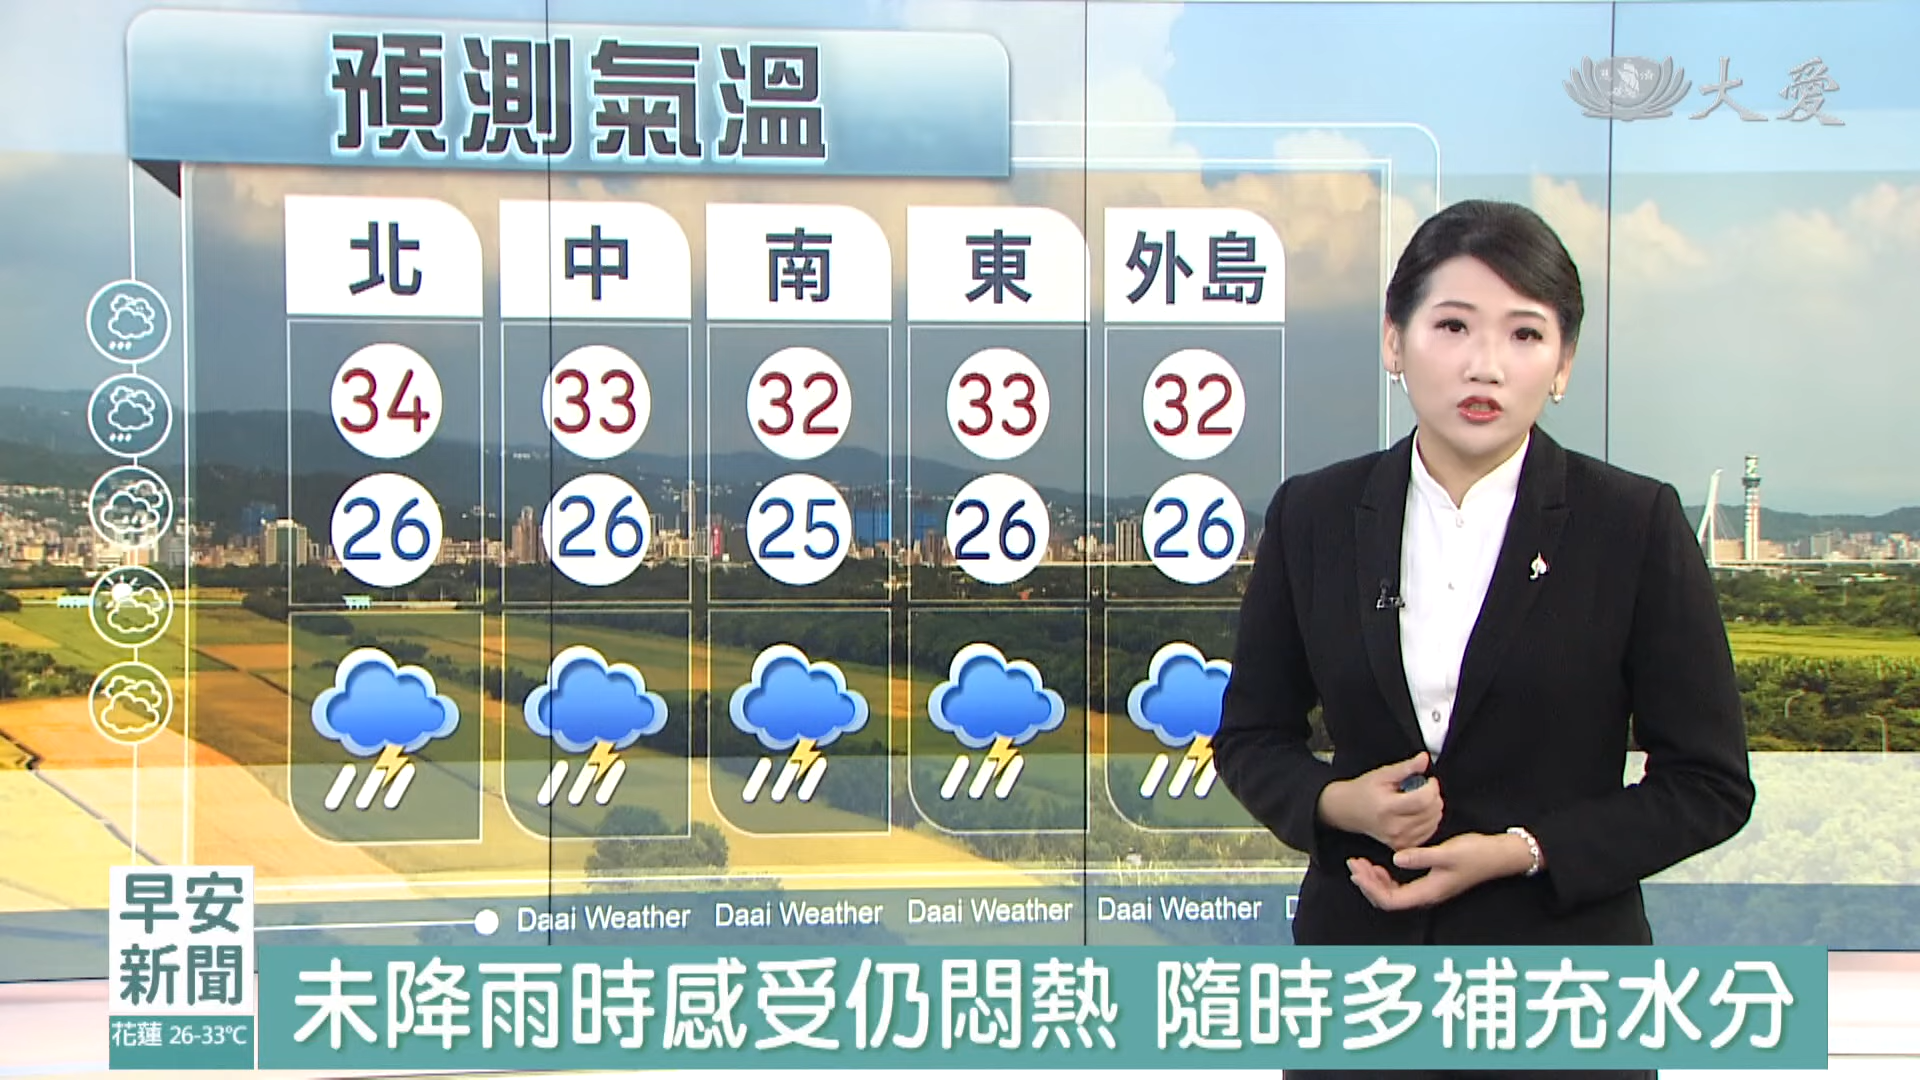 預測氣溫
大愛
北 中 南 東 外島
34 33 32 33 32
26 26 25 26 26
Daai Weather Daai Weather Daai Weather Daai Weather
早安
新聞
花蓮 26-33℃
未降雨時感受仍悶熱 隨時多補充水分